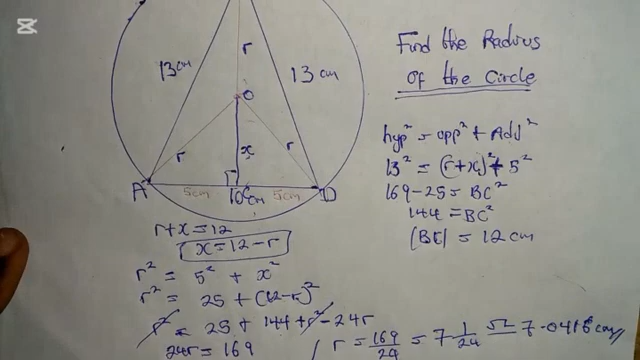 Find the Radius
of the Circle
13cm
r
13 cm
O
r
x
r
A
5cm
10cm
5cm
D
hyp² = opp² + Adj²
13² = (r+x)² + 5²
169-25 = BC²
144 = BC²
|BC| = 12 cm
r+x=12
x=12-r
r² = 5² + x²
r² = 25 + (12-r)²
r² = 25 + 144 + r² - 24r
24r = 169
r = 169/24 = 7 1/24 Ω 7.0416 cm